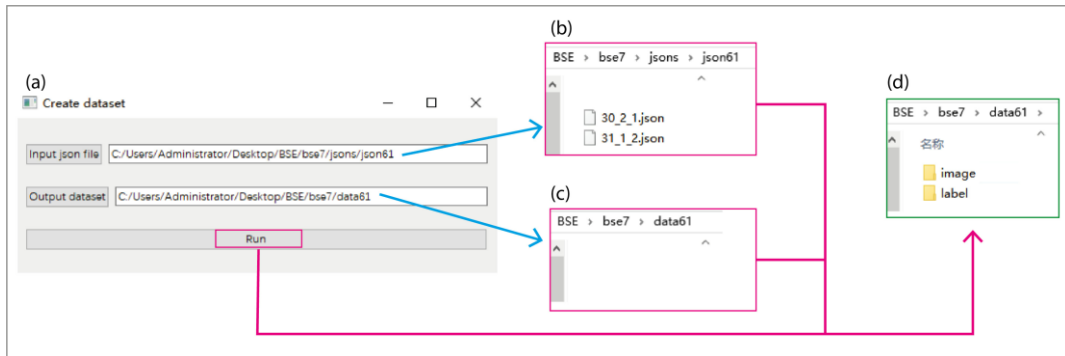 (a)
Create dataset
Input json file C:/Users/Administrator/Desktop/BSE/bse7/jsons/json61
Output dataset C:/Users/Administrator/Desktop/BSE/bse7/data61
Run
(b)
BSE > bse7 > jsons > json61
30_2_1.json
31_1_2.json
(c)
BSE > bse7 > data61
(d)
BSE > bse7 > data61 >
名称
image
label